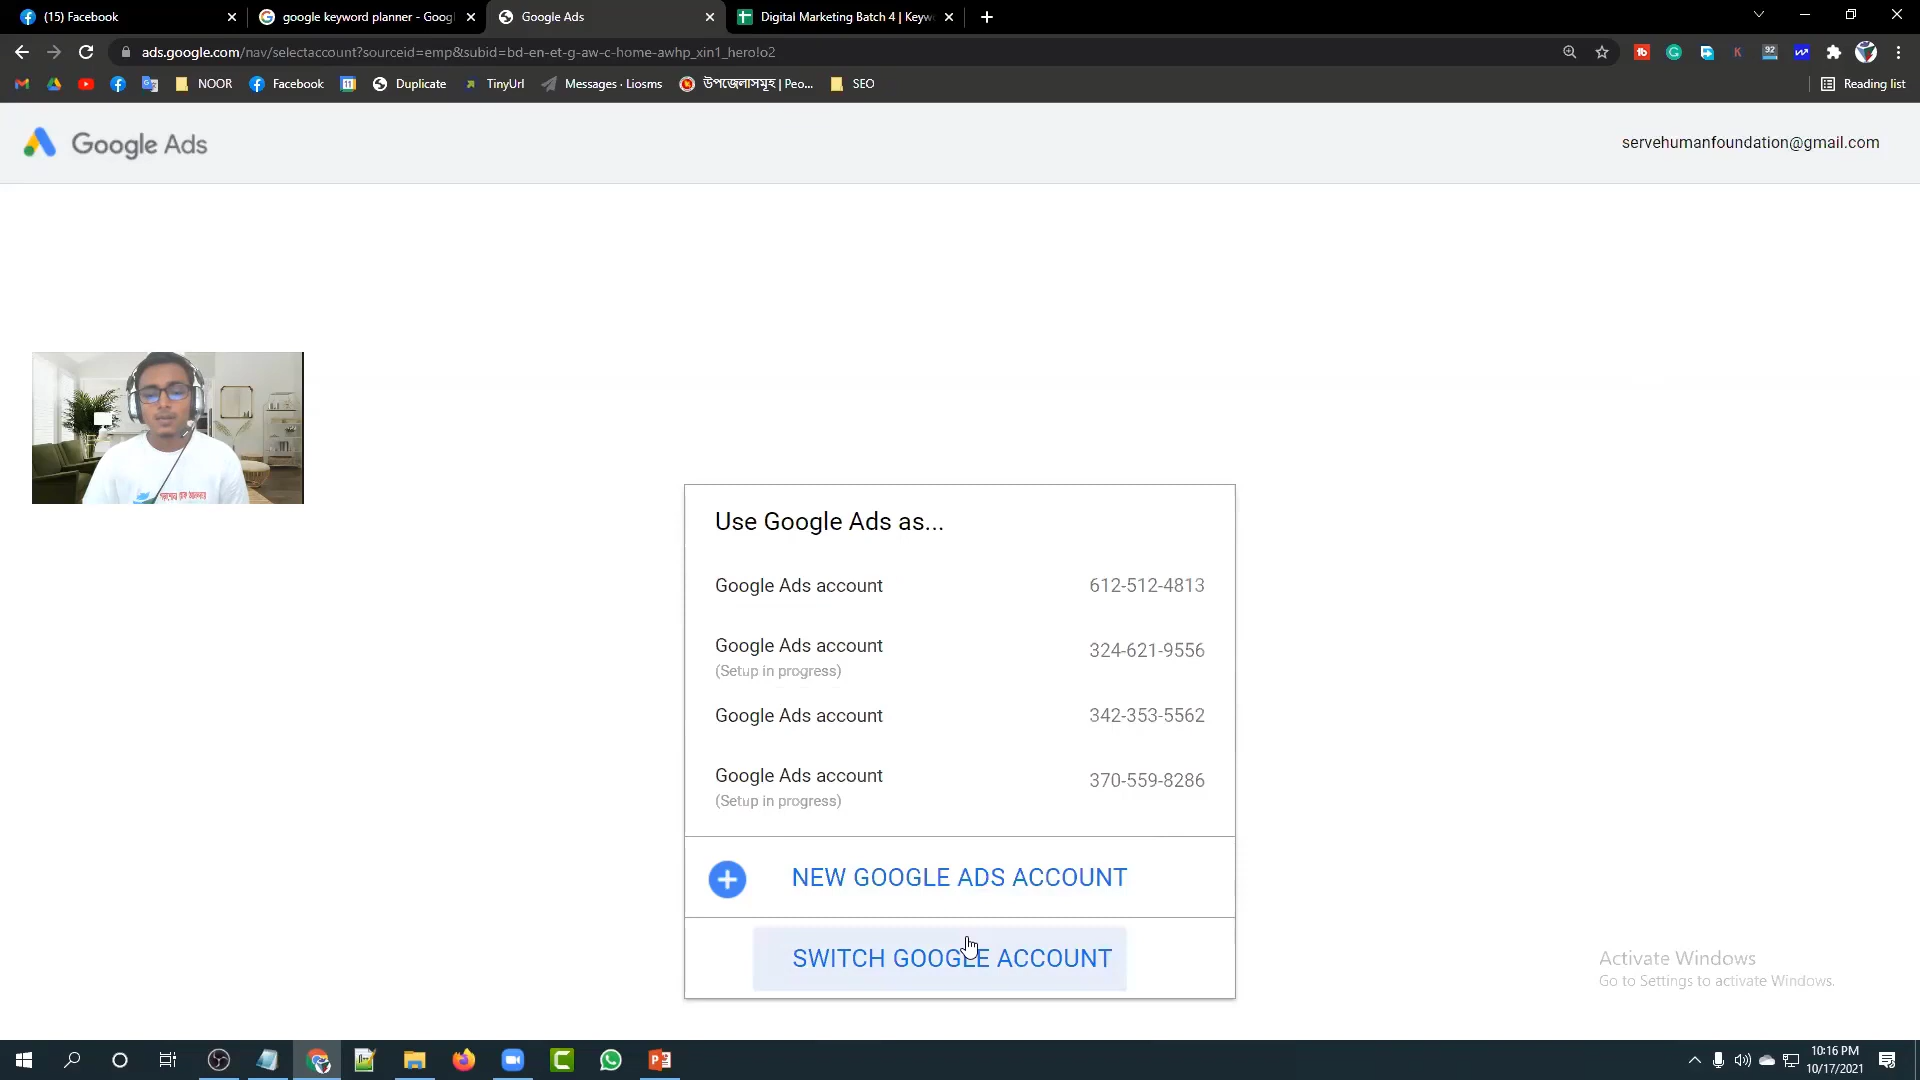 (15) Facebook
google keyword planner - Goog
Google Ads
Digital Marketing Batch 4 | Keyw
ads.google.com/nav/selectaccount?sourceid=emp&subid=bd-en-et-g-aw-c-home-awhp_xin1_hero!o2
NOOR
Facebook
Duplicate
TinyUrl
Messages · Liosms
উপজেলাসমূহ | Peo...
SEO
Reading list
Google Ads
servehumanfoundation@gmail.com
Use Google Ads as...
Google Ads account 612-512-4813
Google Ads account 324-621-9556
(Setup in progress)
Google Ads account 342-353-5562
Google Ads account 370-559-8286
(Setup in progress)
NEW GOOGLE ADS ACCOUNT
SWITCH GOOGLE ACCOUNT
Activate Windows
Go to Settings to activate Windows.
10:16 PM
10/17/2021